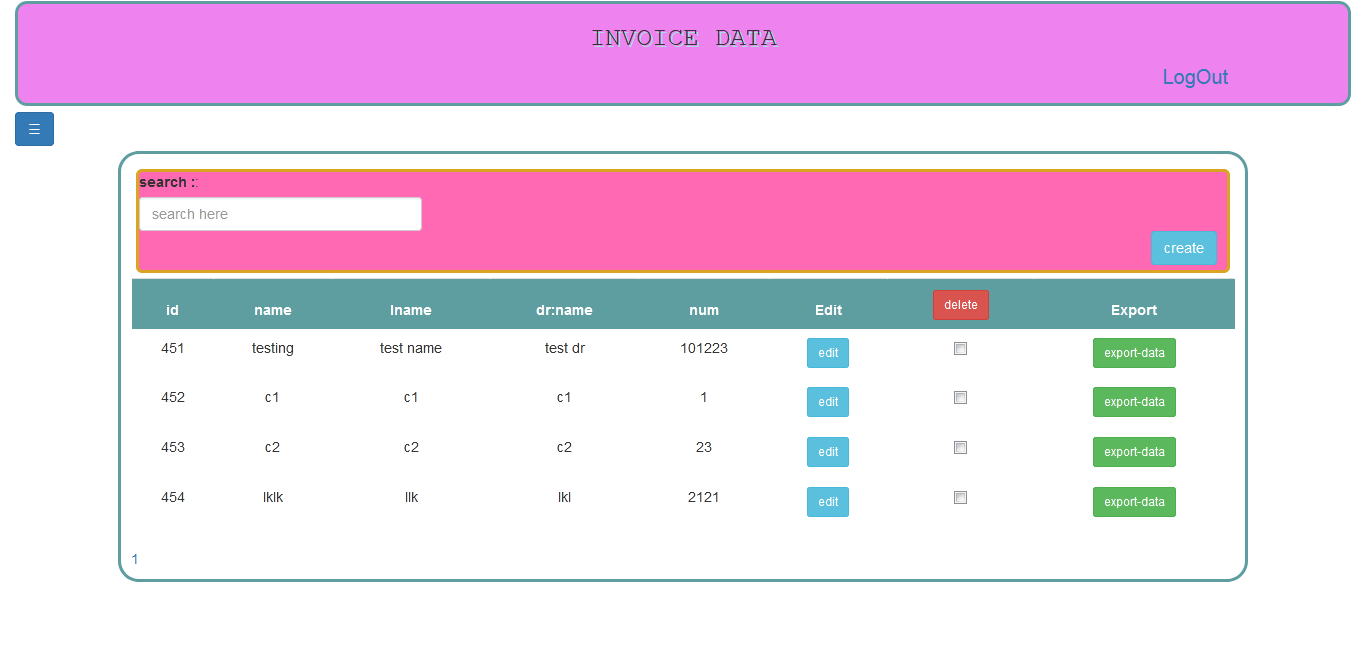 INVOICE DATA
LogOut
☰
search ::
search here
create
id name lname dr:name num Edit delete Export
451 testing test name test dr 101223 edit export-data
452 c1 c1 c1 1 edit export-data
453 c2 c2 c2 23 edit export-data
454 lklk llk lkl 2121 edit export-data
1